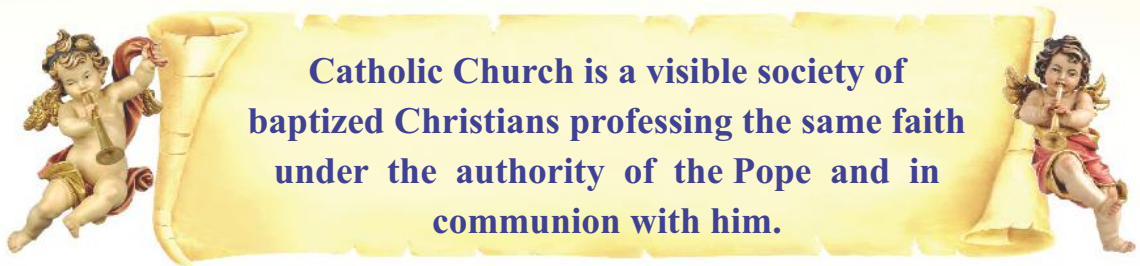 Catholic Church is a visible society of
baptized Christians professing the same faith
under the authority of the Pope and in
communion with him.